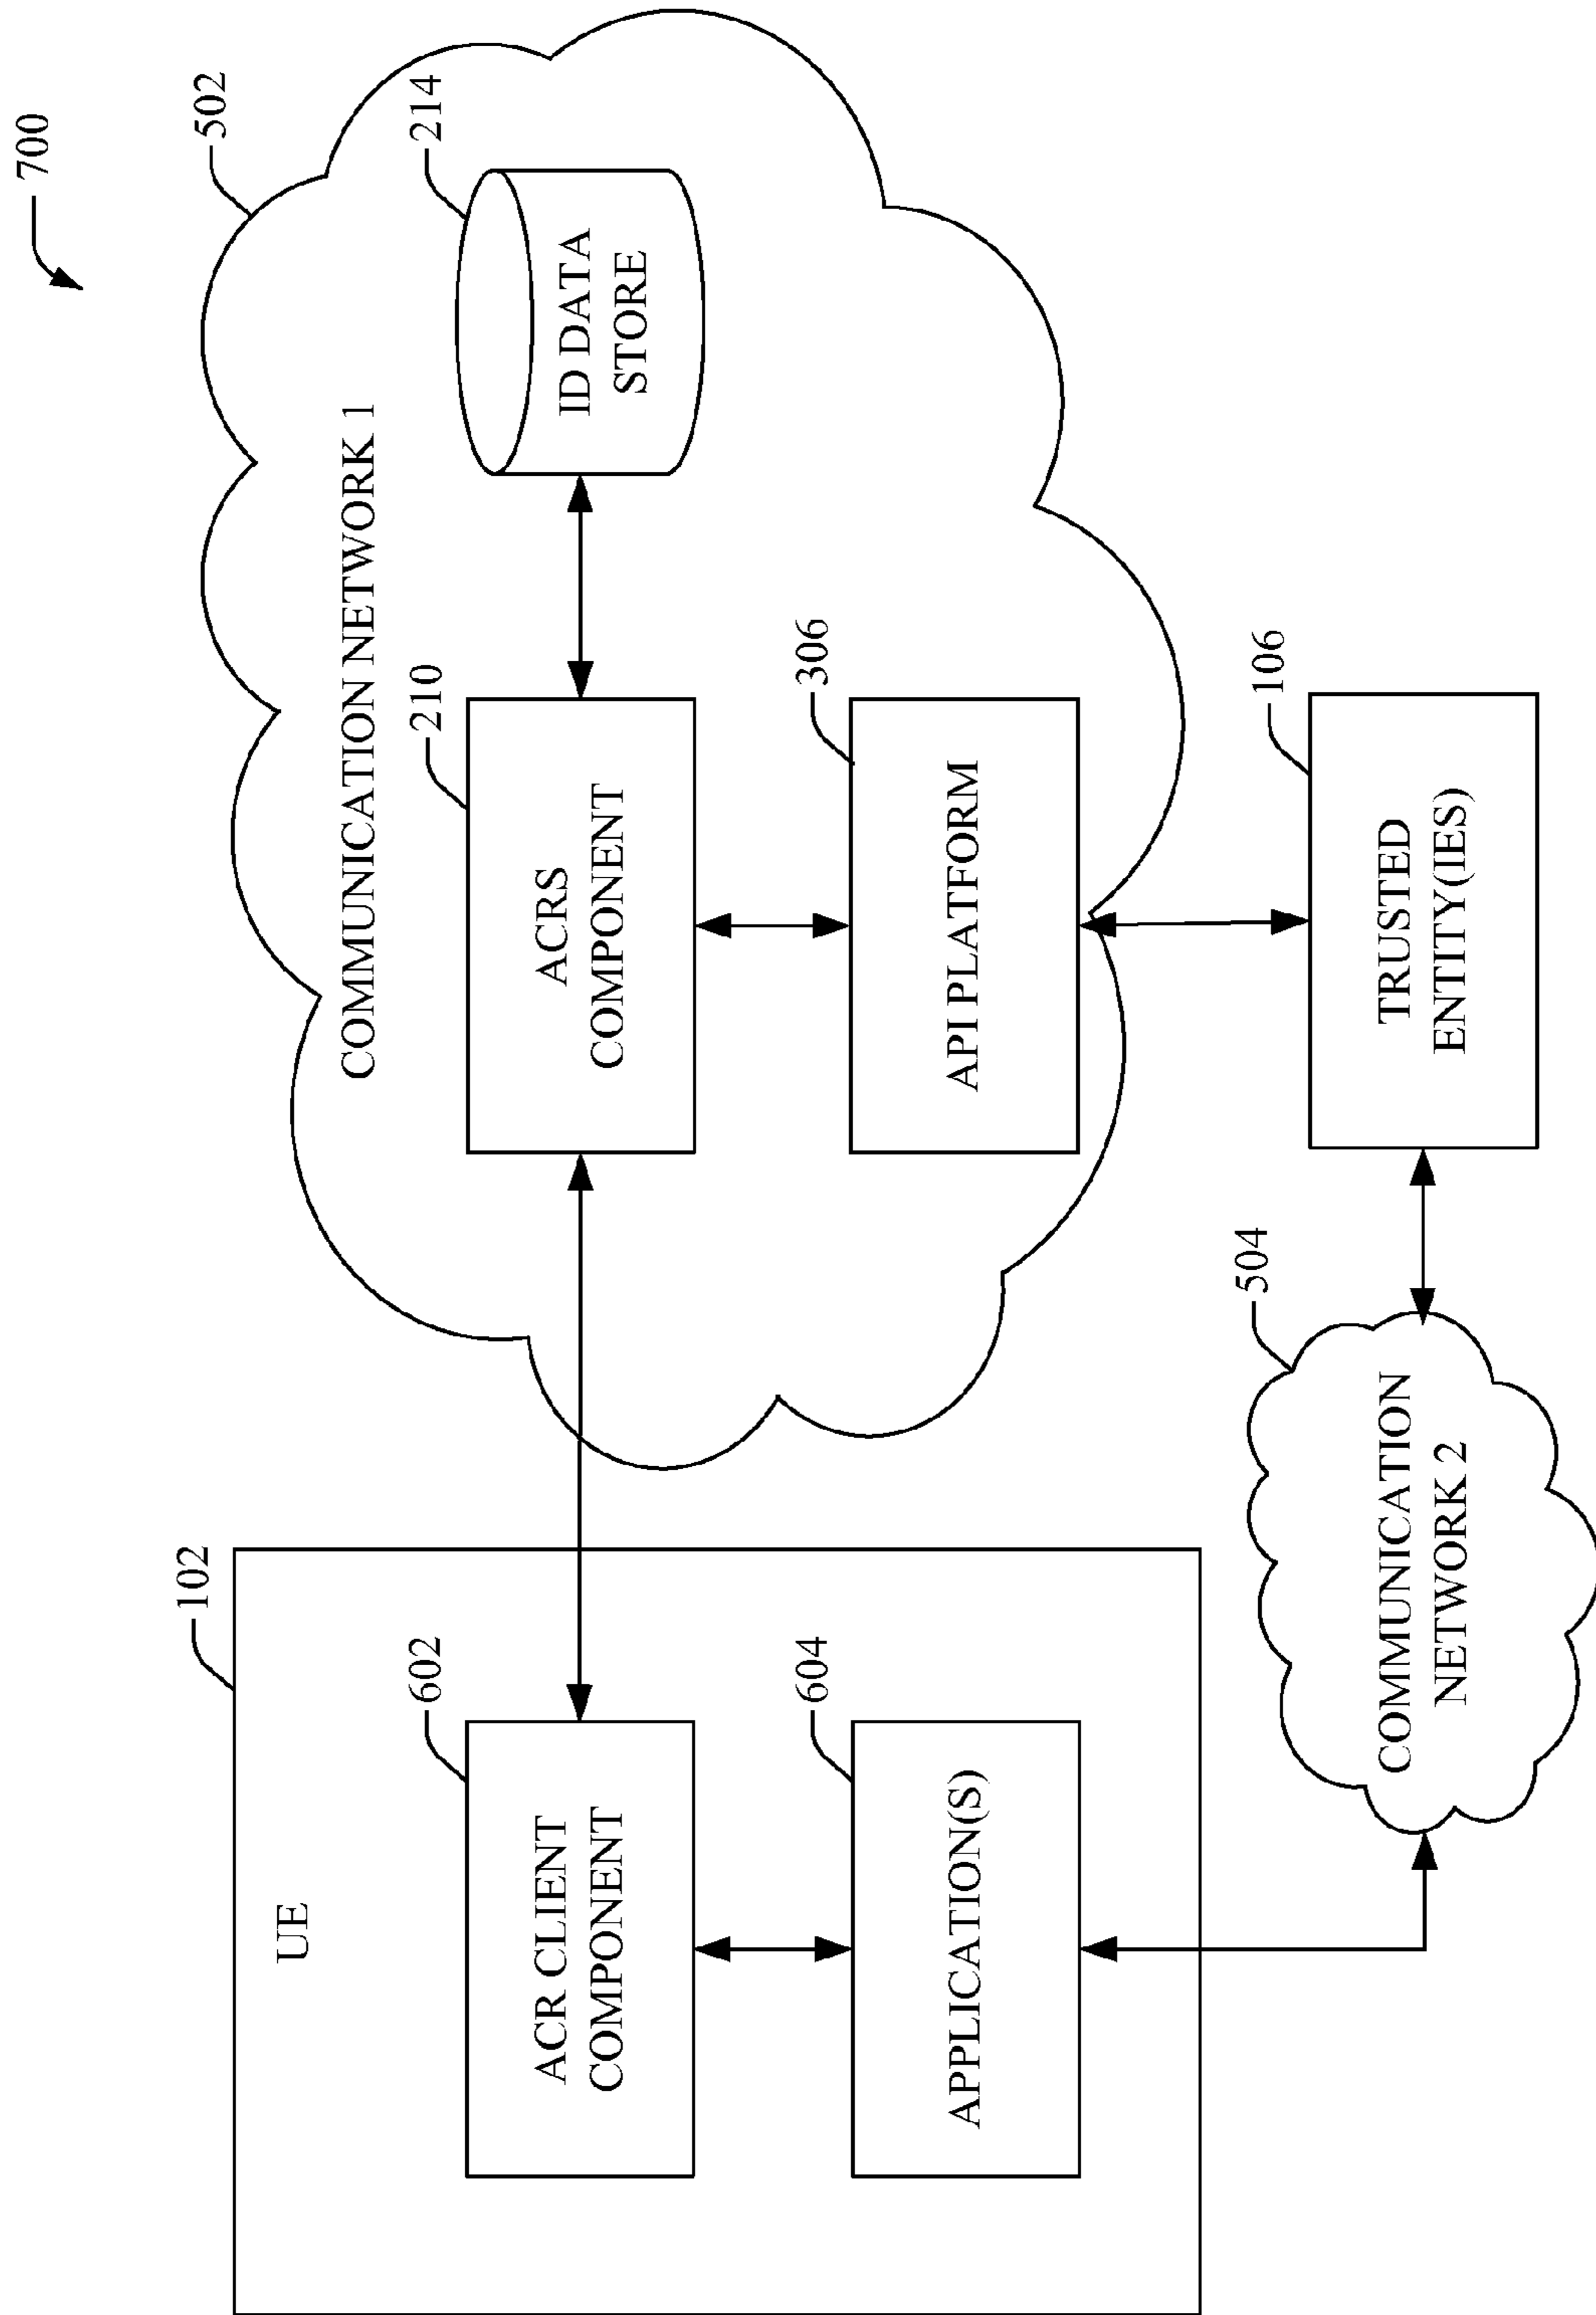 700
502
COMMUNICATION NETWORK 1
102
UE
602
ACR CLIENT
COMPONENT
210
ACRS
COMPONENT
214
ID DATA
STORE
604
APPLICATION(S)
306
API PLATFORM
504
COMMUNICATION
NETWORK 2
106
TRUSTED
ENTITY(IES)